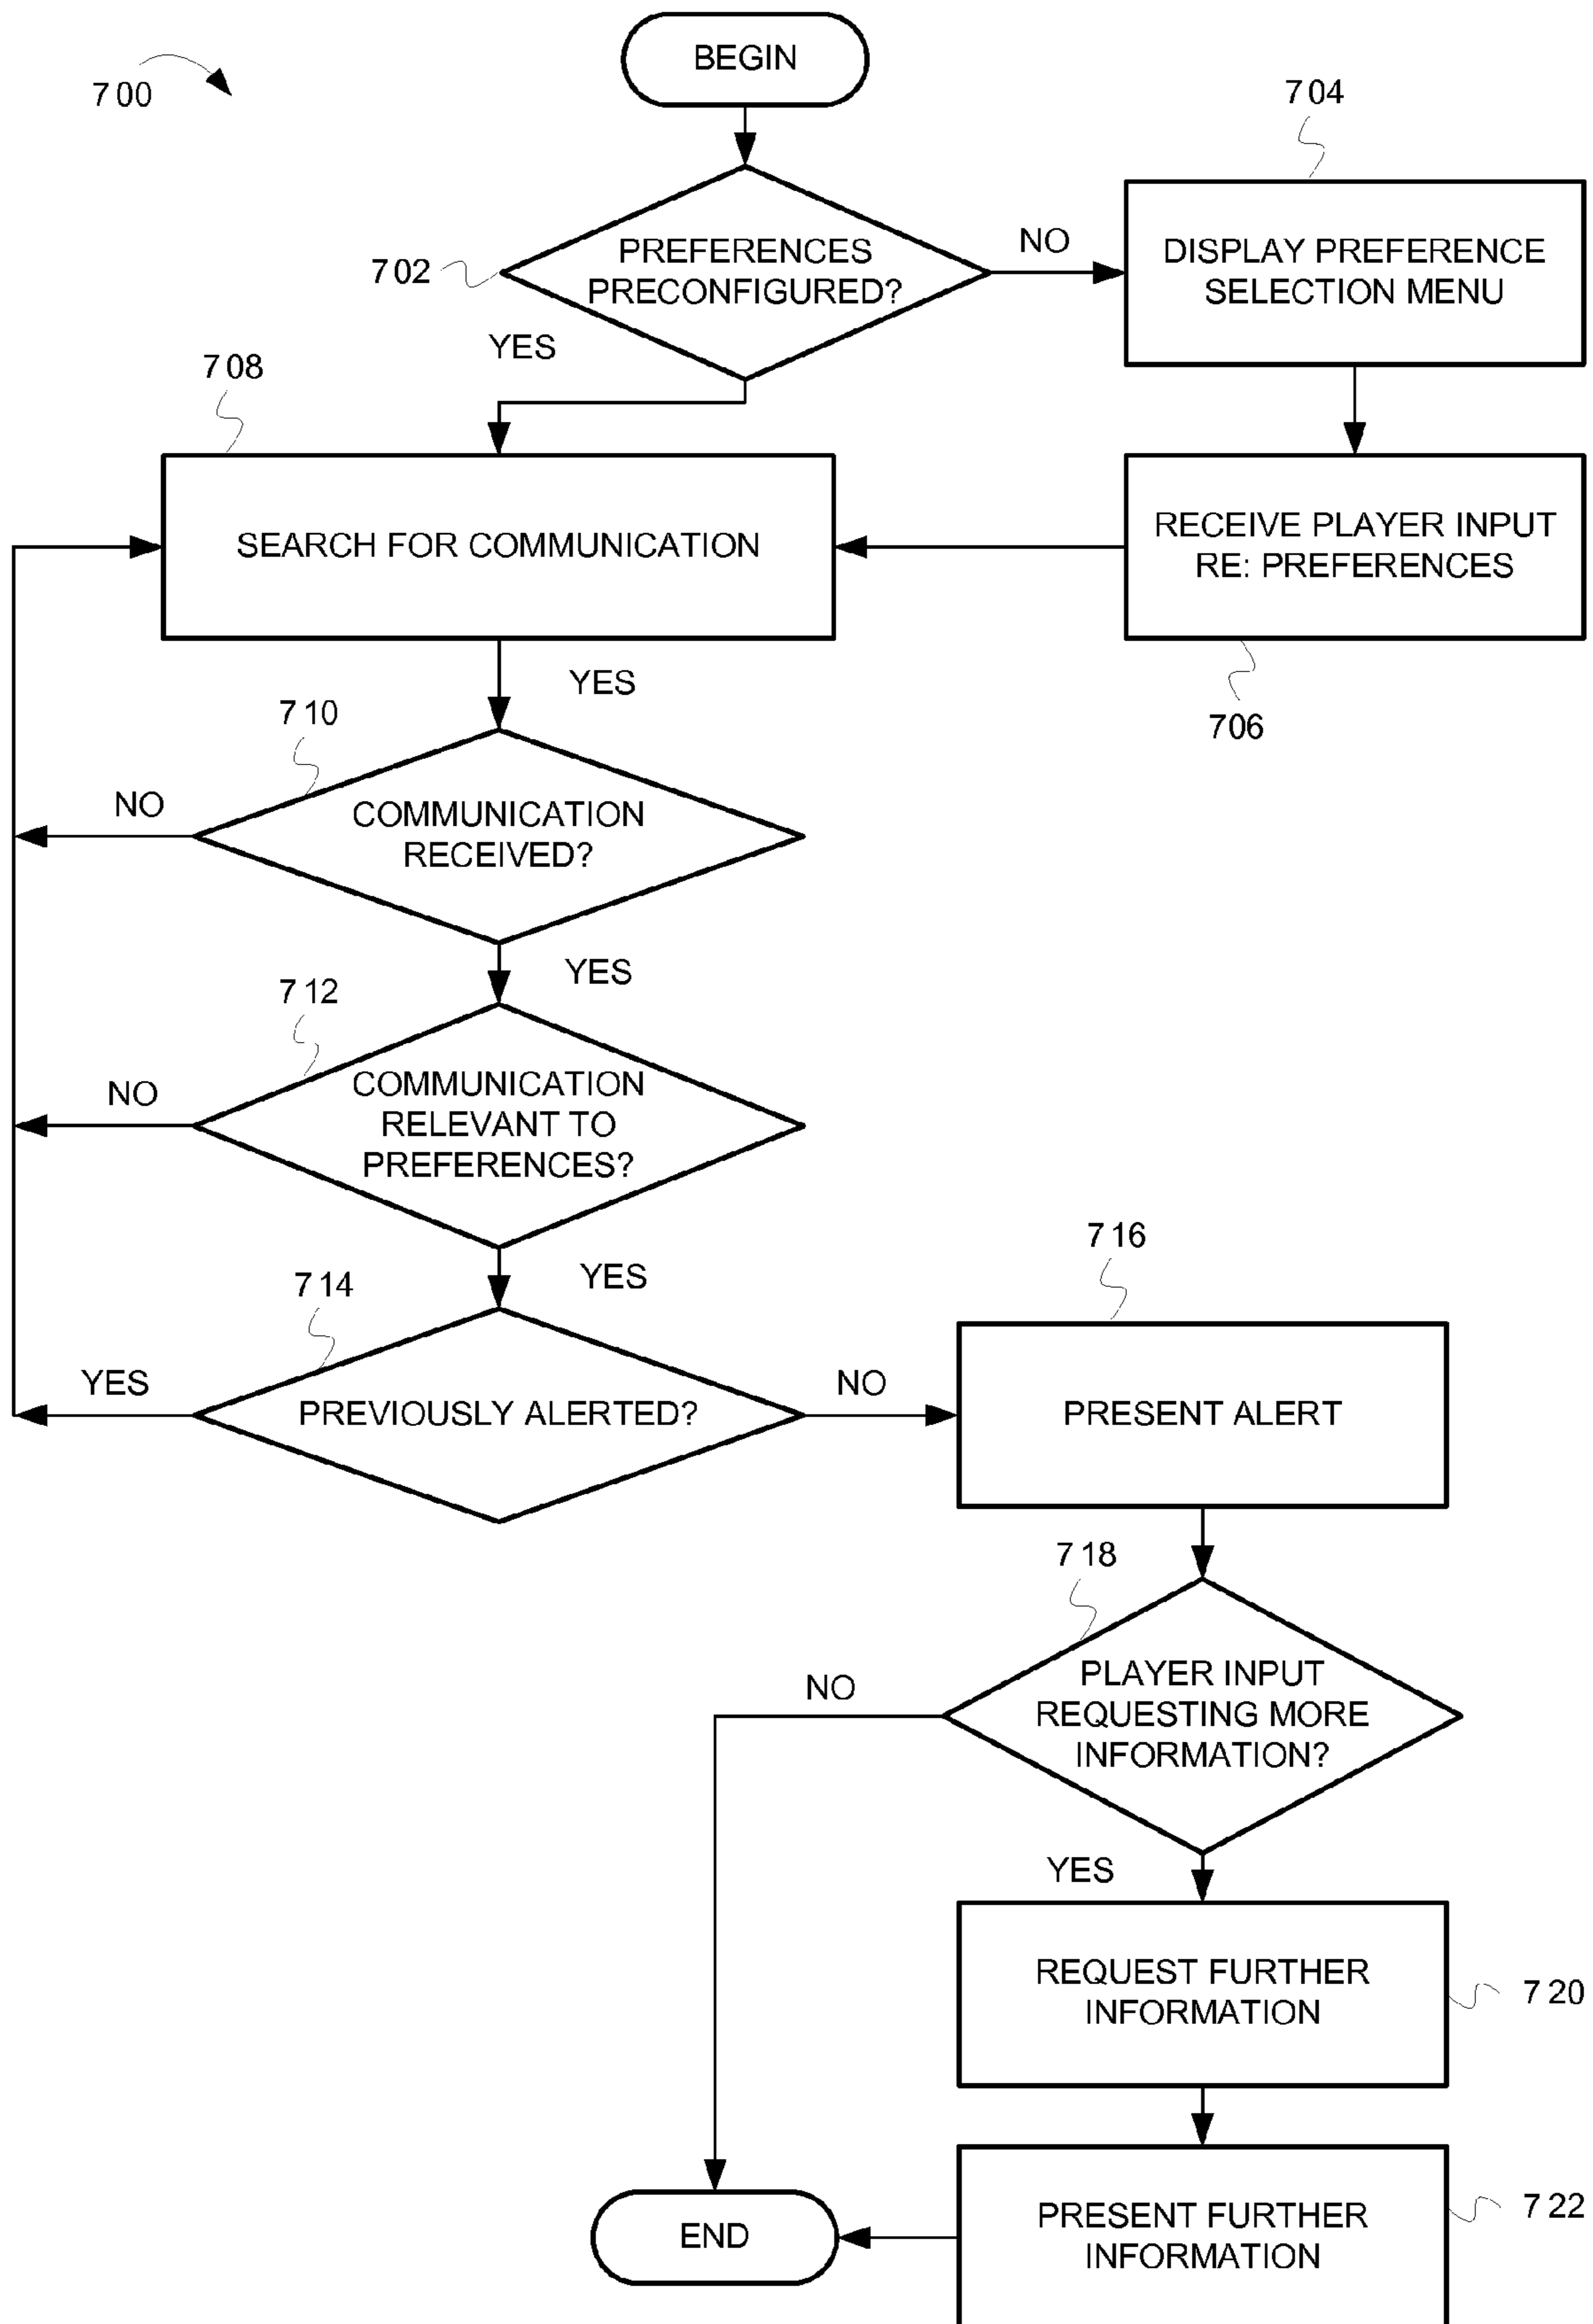 BEGIN
700
704
702
PREFERENCES
PRECONFIGURED?
NO
DISPLAY PREFERENCE
SELECTION MENU
YES
708
SEARCH FOR COMMUNICATION
RECEIVE PLAYER INPUT
RE: PREFERENCES
706
YES
710
NO
COMMUNICATION
RECEIVED?
YES
712
NO
COMMUNICATION
RELEVANT TO
PREFERENCES?
YES
714
716
YES
PREVIOUSLY ALERTED?
NO
PRESENT ALERT
718
NO
PLAYER INPUT
REQUESTING MORE
INFORMATION?
YES
REQUEST FURTHER
INFORMATION
720
END
PRESENT FURTHER
INFORMATION
722